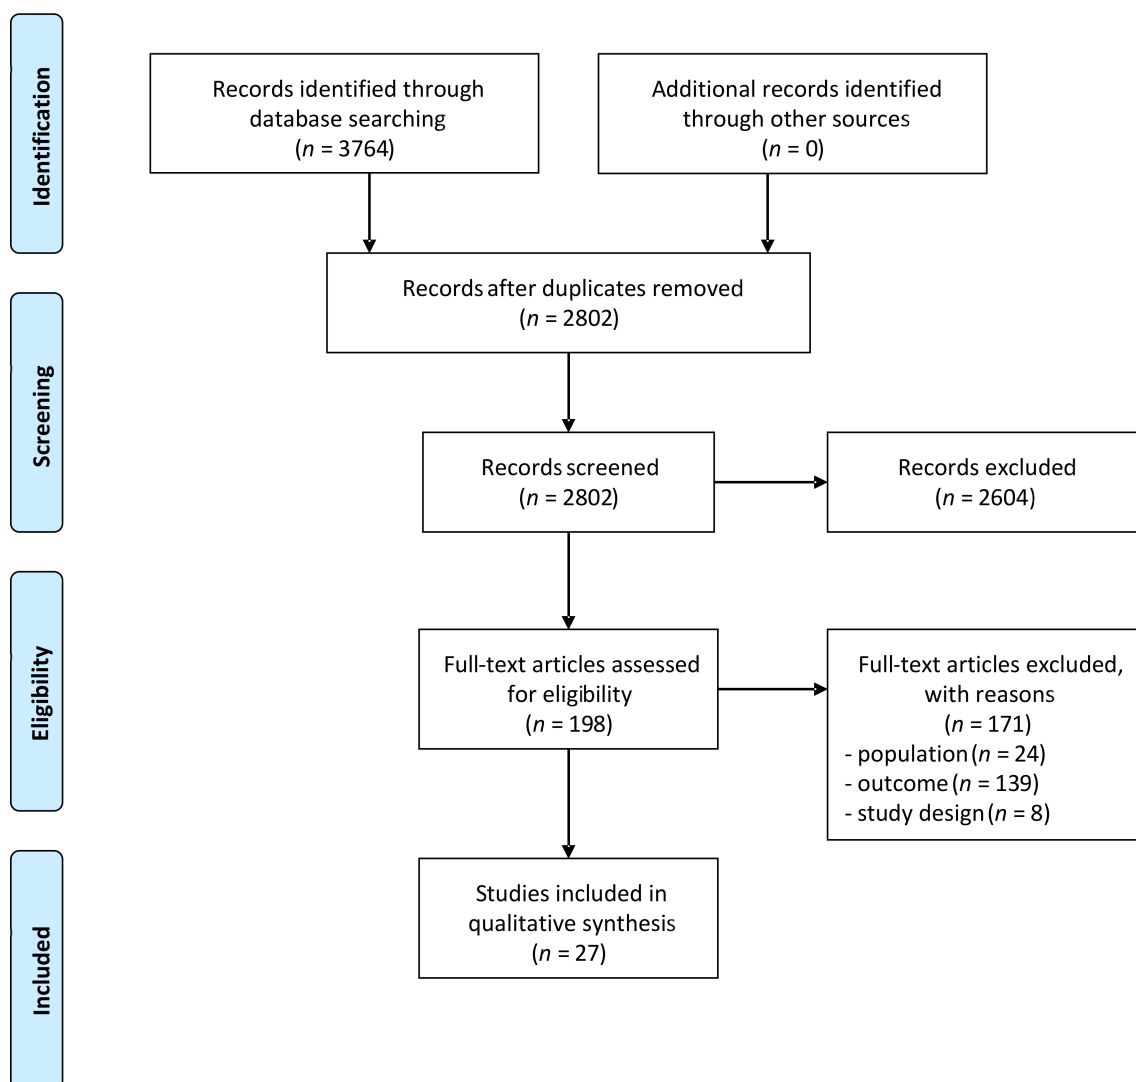 Identification
Records identified through
database searching
(n = 3764)
Additional records identified
through other sources
(n = 0)
Records after duplicates removed
(n = 2802)
Screening
Records screened
(n = 2802)
Records excluded
(n = 2604)
Eligibility
Full-text articles assessed
for eligibility
(n = 198)
Full-text articles excluded,
with reasons
(n = 171)
- population (n = 24)
- outcome (n = 139)
- study design (n = 8)
Included
Studies included in
qualitative synthesis
(n = 27)